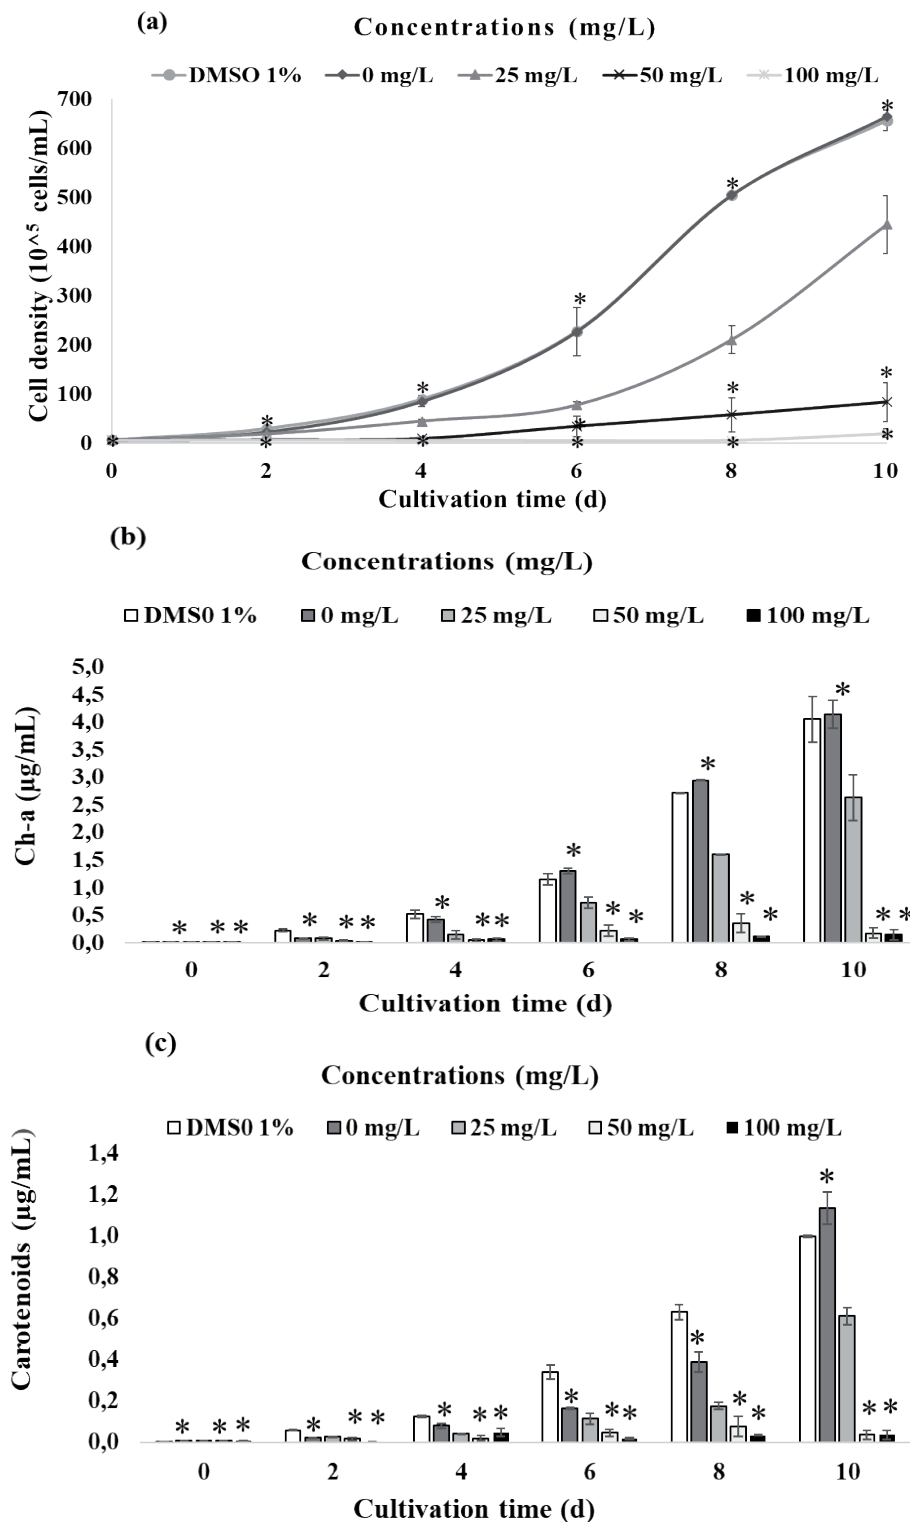 (a)
Concentrations (mg/L)
DMSO 1% 0 mg/L 25 mg/L 50 mg/L 100 mg/L
Cell density (10^5 cells/mL)
700
600
500
400
300
200
100
0
* * * * * * * * * * * * * *
0 2 4 6 8 10
Cultivation time (d)
(b)
Concentrations (mg/L)
DMS0 1% 0 mg/L 25 mg/L 50 mg/L 100 mg/L
Ch-a (µg/mL)
5,0
4,5
4,0
3,5
3,0
2,5
2,0
1,5
1,0
0,5
0,0
* * * * * * * * * * * * * * * * * *
0 2 4 6 8 10
Cultivation time (d)
(c)
Concentrations (mg/L)
DMS0 1% 0 mg/L 25 mg/L 50 mg/L 100 mg/L
Carotenoids (µg/mL)
1,4
1,2
1,0
0,8
0,6
0,4
0,2
0,0
* * * * * * * * * * * * * * * * * *
0 2 4 6 8 10
Cultivation time (d)